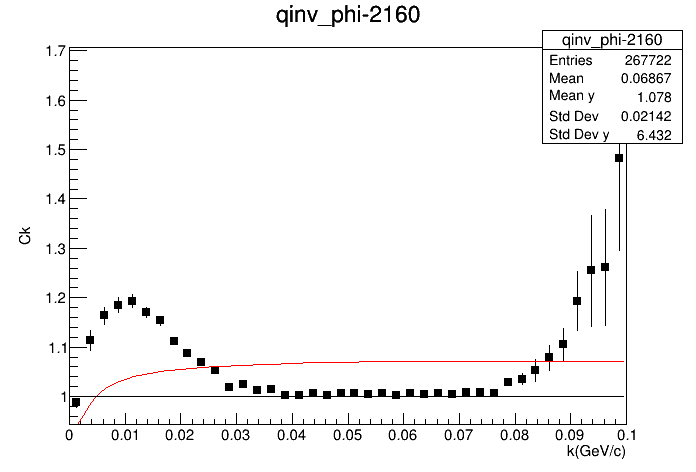 qinv_phi-2160
qinv_phi-2160
Entries 267722
Mean 0.06867
Mean y 1.078
Std Dev 0.02142
Std Dev y 6.432
Ck
1.7
1.6
1.5
1.4
1.3
1.2
1.1
1
0 0.01 0.02 0.03 0.04 0.05 0.06 0.07 0.08 0.09 0.1
k(GeV/c)